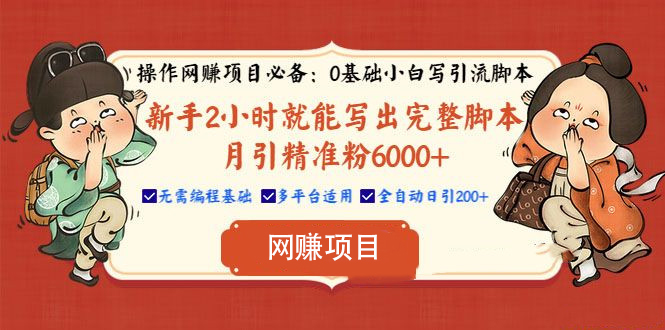 操作网赚项目必备：0基础小白写引流脚本
新手2小时就能写出完整脚本
月引精准粉6000+
无需编程基础 多平台适用 全自动日引200+
网赚项目